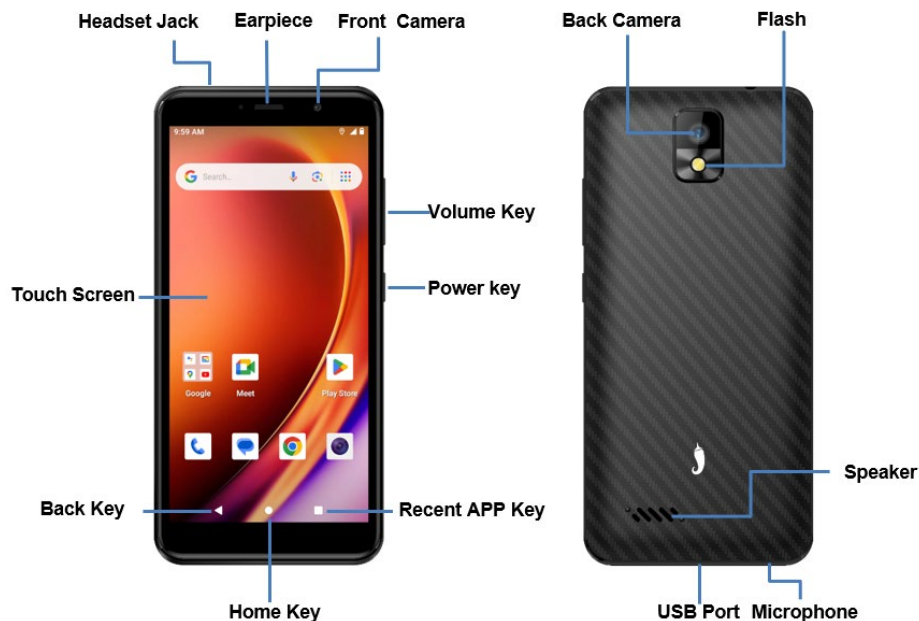 Headset Jack Earpiece Front Camera Back Camera Flash
9:59 AM
Search..
Volume Key
Touch Screen
Power key
Google Meet Play Store
Speaker
Back Key
Recent APP Key
Home Key
USB Port Microphone